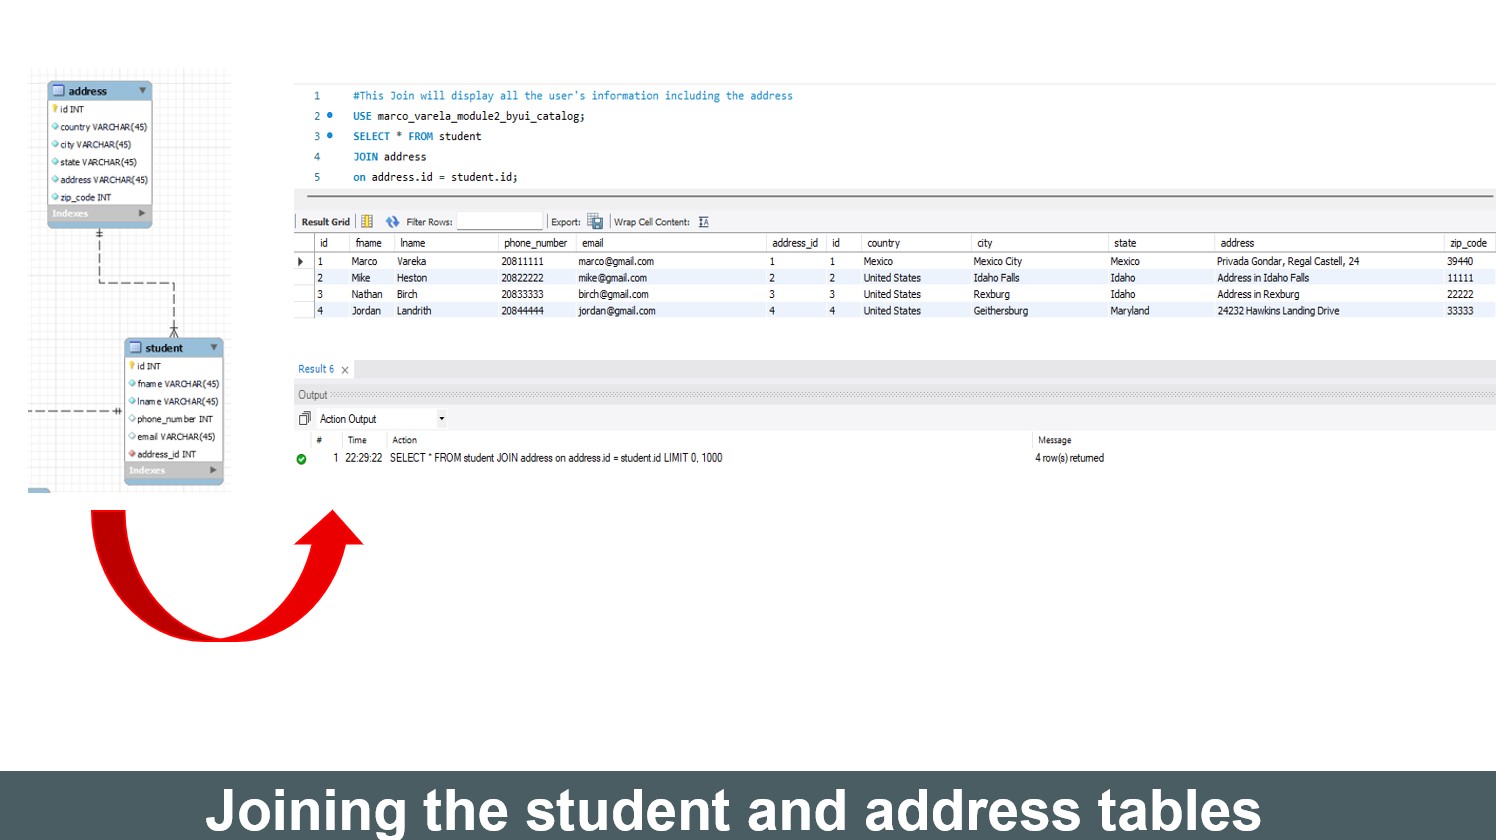 address
id INT
country VARCHAR(45)
city VARCHAR(45)
state VARCHAR(45)
address VARCHAR(45)
zip_code INT
Indexes
student
id INT
fname VARCHAR(45)
lname VARCHAR(45)
phone_number INT
email VARCHAR(45)
address_id INT
Indexes
1 #This Join will display all the user's information including the address
2 USE marco_varela_module2_byui_catalog;
3 SELECT * FROM student
4 JOIN address
5 on address.id = student.id;
Result Grid Filter Rows: Export: Wrap Cell Content: IA
id fname lname phone_number email address_id id country city state address zip_code
1 Marco Vareka 20811111 marco@gmail.com 1 1 Mexico Mexico City Mexico Privada Gondar, Regal Castell, 24 39440
2 Mike Heston 20822222 mike@gmail.com 2 2 United States Idaho Falls Idaho Address in Idaho Falls 11111
3 Nathan Birch 20833333 birch@gmail.com 3 3 United States Rexburg Idaho Address in Rexburg 22222
4 Jordan Landrith 20844444 jordan@gmail.com 4 4 United States Geithersburg Maryland 24232 Hawkins Landing Drive 33333
Result 6 x
Output
Action Output
# Time Action Message
1 22:29:22 SELECT * FROM student JOIN address on address.id = student.id LIMIT 0, 1000 4 row(s) returned
Joining the student and address tables